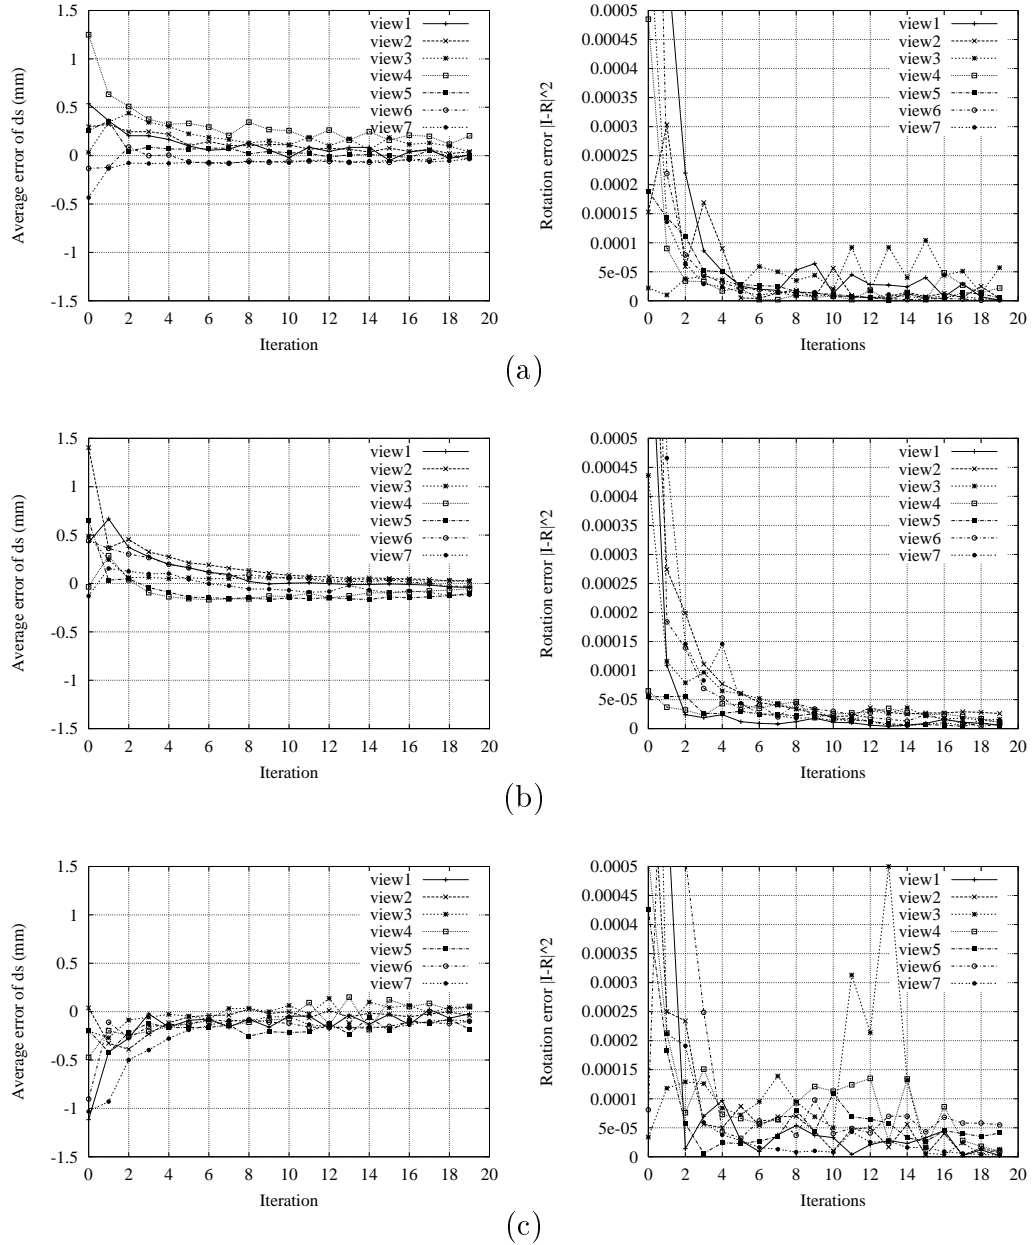 1.5
1
0.5
0
-0.5
-1
-1.5
0 2 4 6 8 10 12 14 16 18 20
Average error of ds (mm)
Iteration
view1
view2
view3
view4
view5
view6
view7
0.0005
0.00045
0.0004
0.00035
0.0003
0.00025
0.0002
0.00015
0.0001
5e-05
0
0 2 4 6 8 10 12 14 16 18 20
Rotation error |I-R|^2
Iterations
view1
view2
view3
view4
view5
view6
view7
(a)
1.5
1
0.5
0
-0.5
-1
-1.5
0 2 4 6 8 10 12 14 16 18 20
Average error of ds (mm)
Iteration
view1
view2
view3
view4
view5
view6
view7
0.0005
0.00045
0.0004
0.00035
0.0003
0.00025
0.0002
0.00015
0.0001
5e-05
0
0 2 4 6 8 10 12 14 16 18 20
Rotation error |I-R|^2
Iterations
view1
view2
view3
view4
view5
view6
view7
(b)
1.5
1
0.5
0
-0.5
-1
-1.5
0 2 4 6 8 10 12 14 16 18 20
Average error of ds (mm)
Iteration
view1
view2
view3
view4
view5
view6
view7
0.0005
0.00045
0.0004
0.00035
0.0003
0.00025
0.0002
0.00015
0.0001
5e-05
0
0 2 4 6 8 10 12 14 16 18 20
Rotation error |I-R|^2
Iterations
view1
view2
view3
view4
view5
view6
view7
(c)